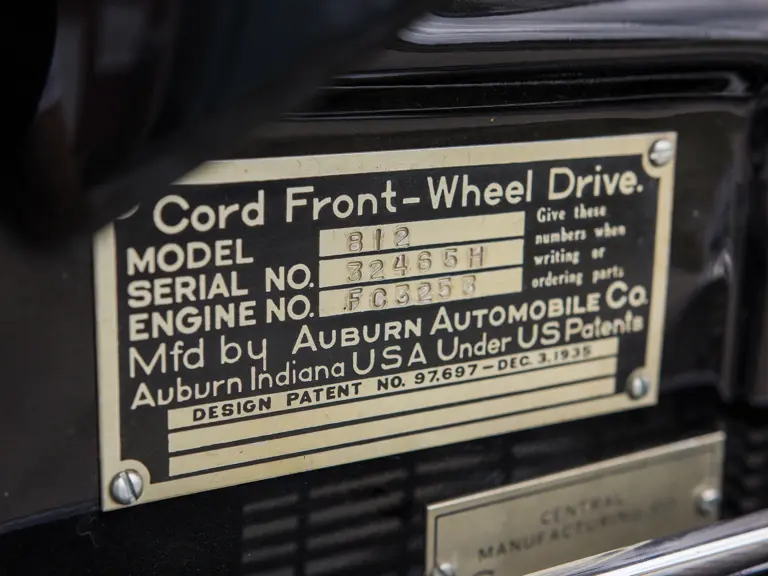 Cord Front-Wheel Drive.
MODEL 812
SERIAL NO. 32465H
ENGINE NO. FC3253
Give these
numbers when
writing or
ordering parts
Mfd by AUBURN AUTOMOBILE CO.
Auburn Indiana USA Under US Patents
DESIGN PATENT NO. 97.697-DEC. 3, 1935
CENTRAL
MANUFACTURING CO